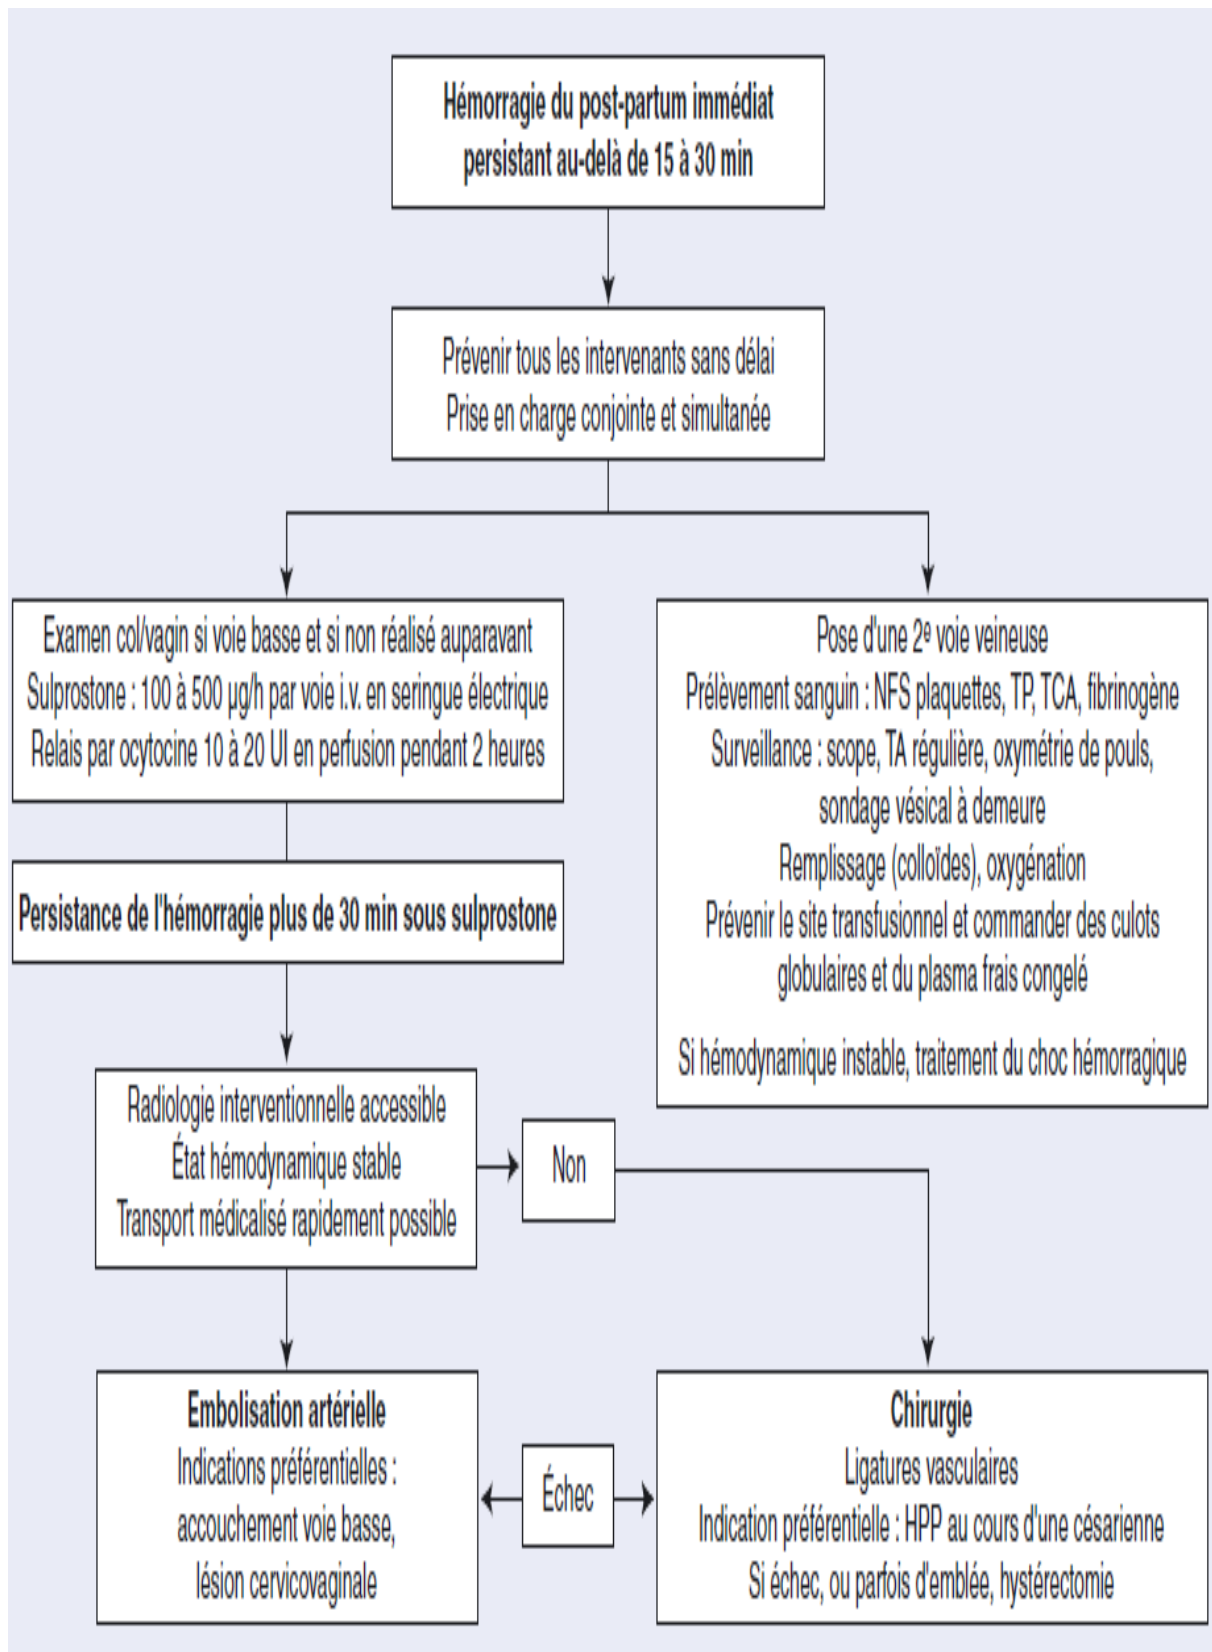 Hémorragie du post-partum immédiat
persistant au-delà de 15 à 30 min
Prévenir tous les intervenants sans délai
Prise en charge conjointe et simultanée
Examen col/vagin si voie basse et si non réalisé auparavant
Sulprostone : 100 à 500 µg/h par voie i.v. en seringue électrique
Relais par ocytocine 10 à 20 UI en perfusion pendant 2 heures
Persistance de l'hémorragie plus de 30 min sous sulprostone
Pose d'une 2e voie veineuse
Prélèvement sanguin : NFS plaquettes, TP, TCA, fibrinogène
Surveillance : scope, TA régulière, oxymétrie de pouls,
sondage vésical à demeure
Remplissage (colloïdes), oxygénation
Prévenir le site transfusionnel et commander des culots
globulaires et du plasma frais congelé
Si hémodynamique instable, traitement du choc hémorragique
Radiologie interventionnelle accessible
État hémodynamique stable
Transport médicalisé rapidement possible
Non
Embolisation artérielle
Indications préférentielles :
accouchement voie basse,
lésion cervicovaginale
Échec
Chirurgie
Ligatures vasculaires
Indication préférentielle : HPP au cours d'une césarienne
Si échec, ou parfois d'emblée, hystérectomie